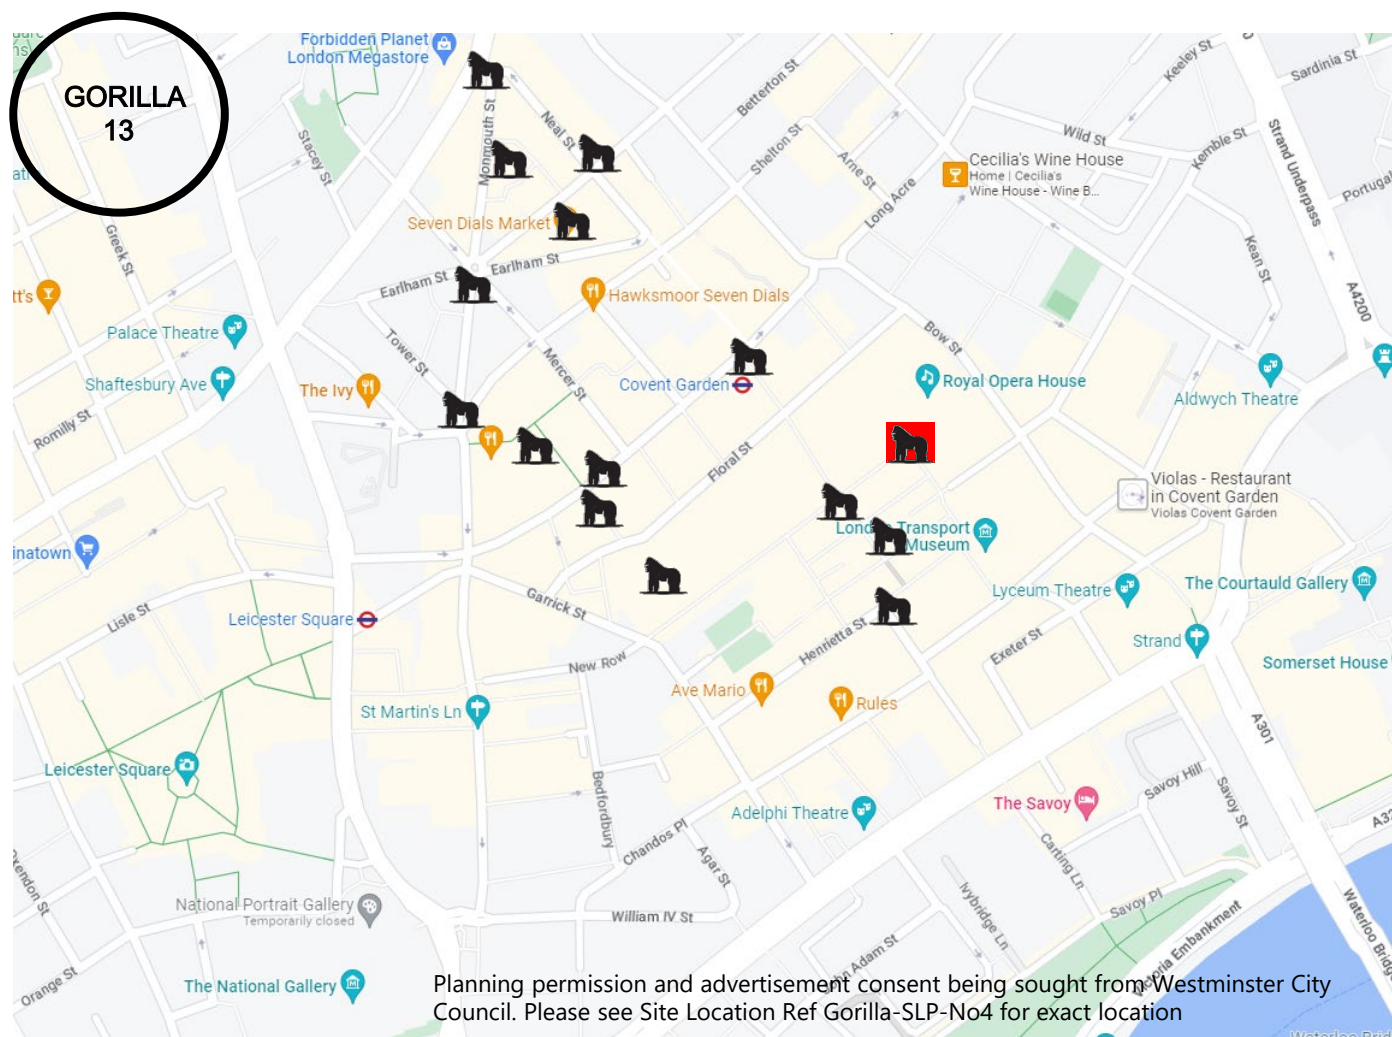 GORILLA
13
Forbidden Planet
London Megastore
Keeley St
Sardinia St
Betterton St
Neal St
Monmouth St
Stacey St
Shelton St
Wild St
Kemble St
Strand Underpass
Arne St
Cecilia's Wine House
Home | Cecilia's
Wine House - Wine B...
Portugal
Long Acre
Greek St
Seven Dials Market
Earlham St
Earlham St
Kean St
A4200
tt's
Hawksmoor Seven Dials
Palace Theatre
Tower St
Mercer St
Bow St
Shaftesbury Ave
The Ivy
Covent Garden
Royal Opera House
Aldwych Theatre
Romilly St
Floral St
Violas - Restaurant
in Covent Garden
Violas Covent Garden
London Transport
Museum
inatown
Lisle St
Garrick St
Lyceum Theatre
The Courtauld Gallery
Leicester Square
Henrietta St
Exeter St
Strand
Somerset House
New Row
Ave Mario
Rules
St Martin's Ln
A301
Leicester Square
Bedfordbury
Chandos Pl
Agar St
Adelphi Theatre
The Savoy
Savoy Hill
Savoy St
Carting Ln
National Portrait Gallery
Temporarily closed
William IV St
Ivybridge Ln
Savoy Pl
Victoria Embankment
Orange St
The National Gallery
John Adam St
Planning permission and advertisement consent being sought from Westminster City
Council. Please see Site Location Ref Gorilla-SLP-No4 for exact location